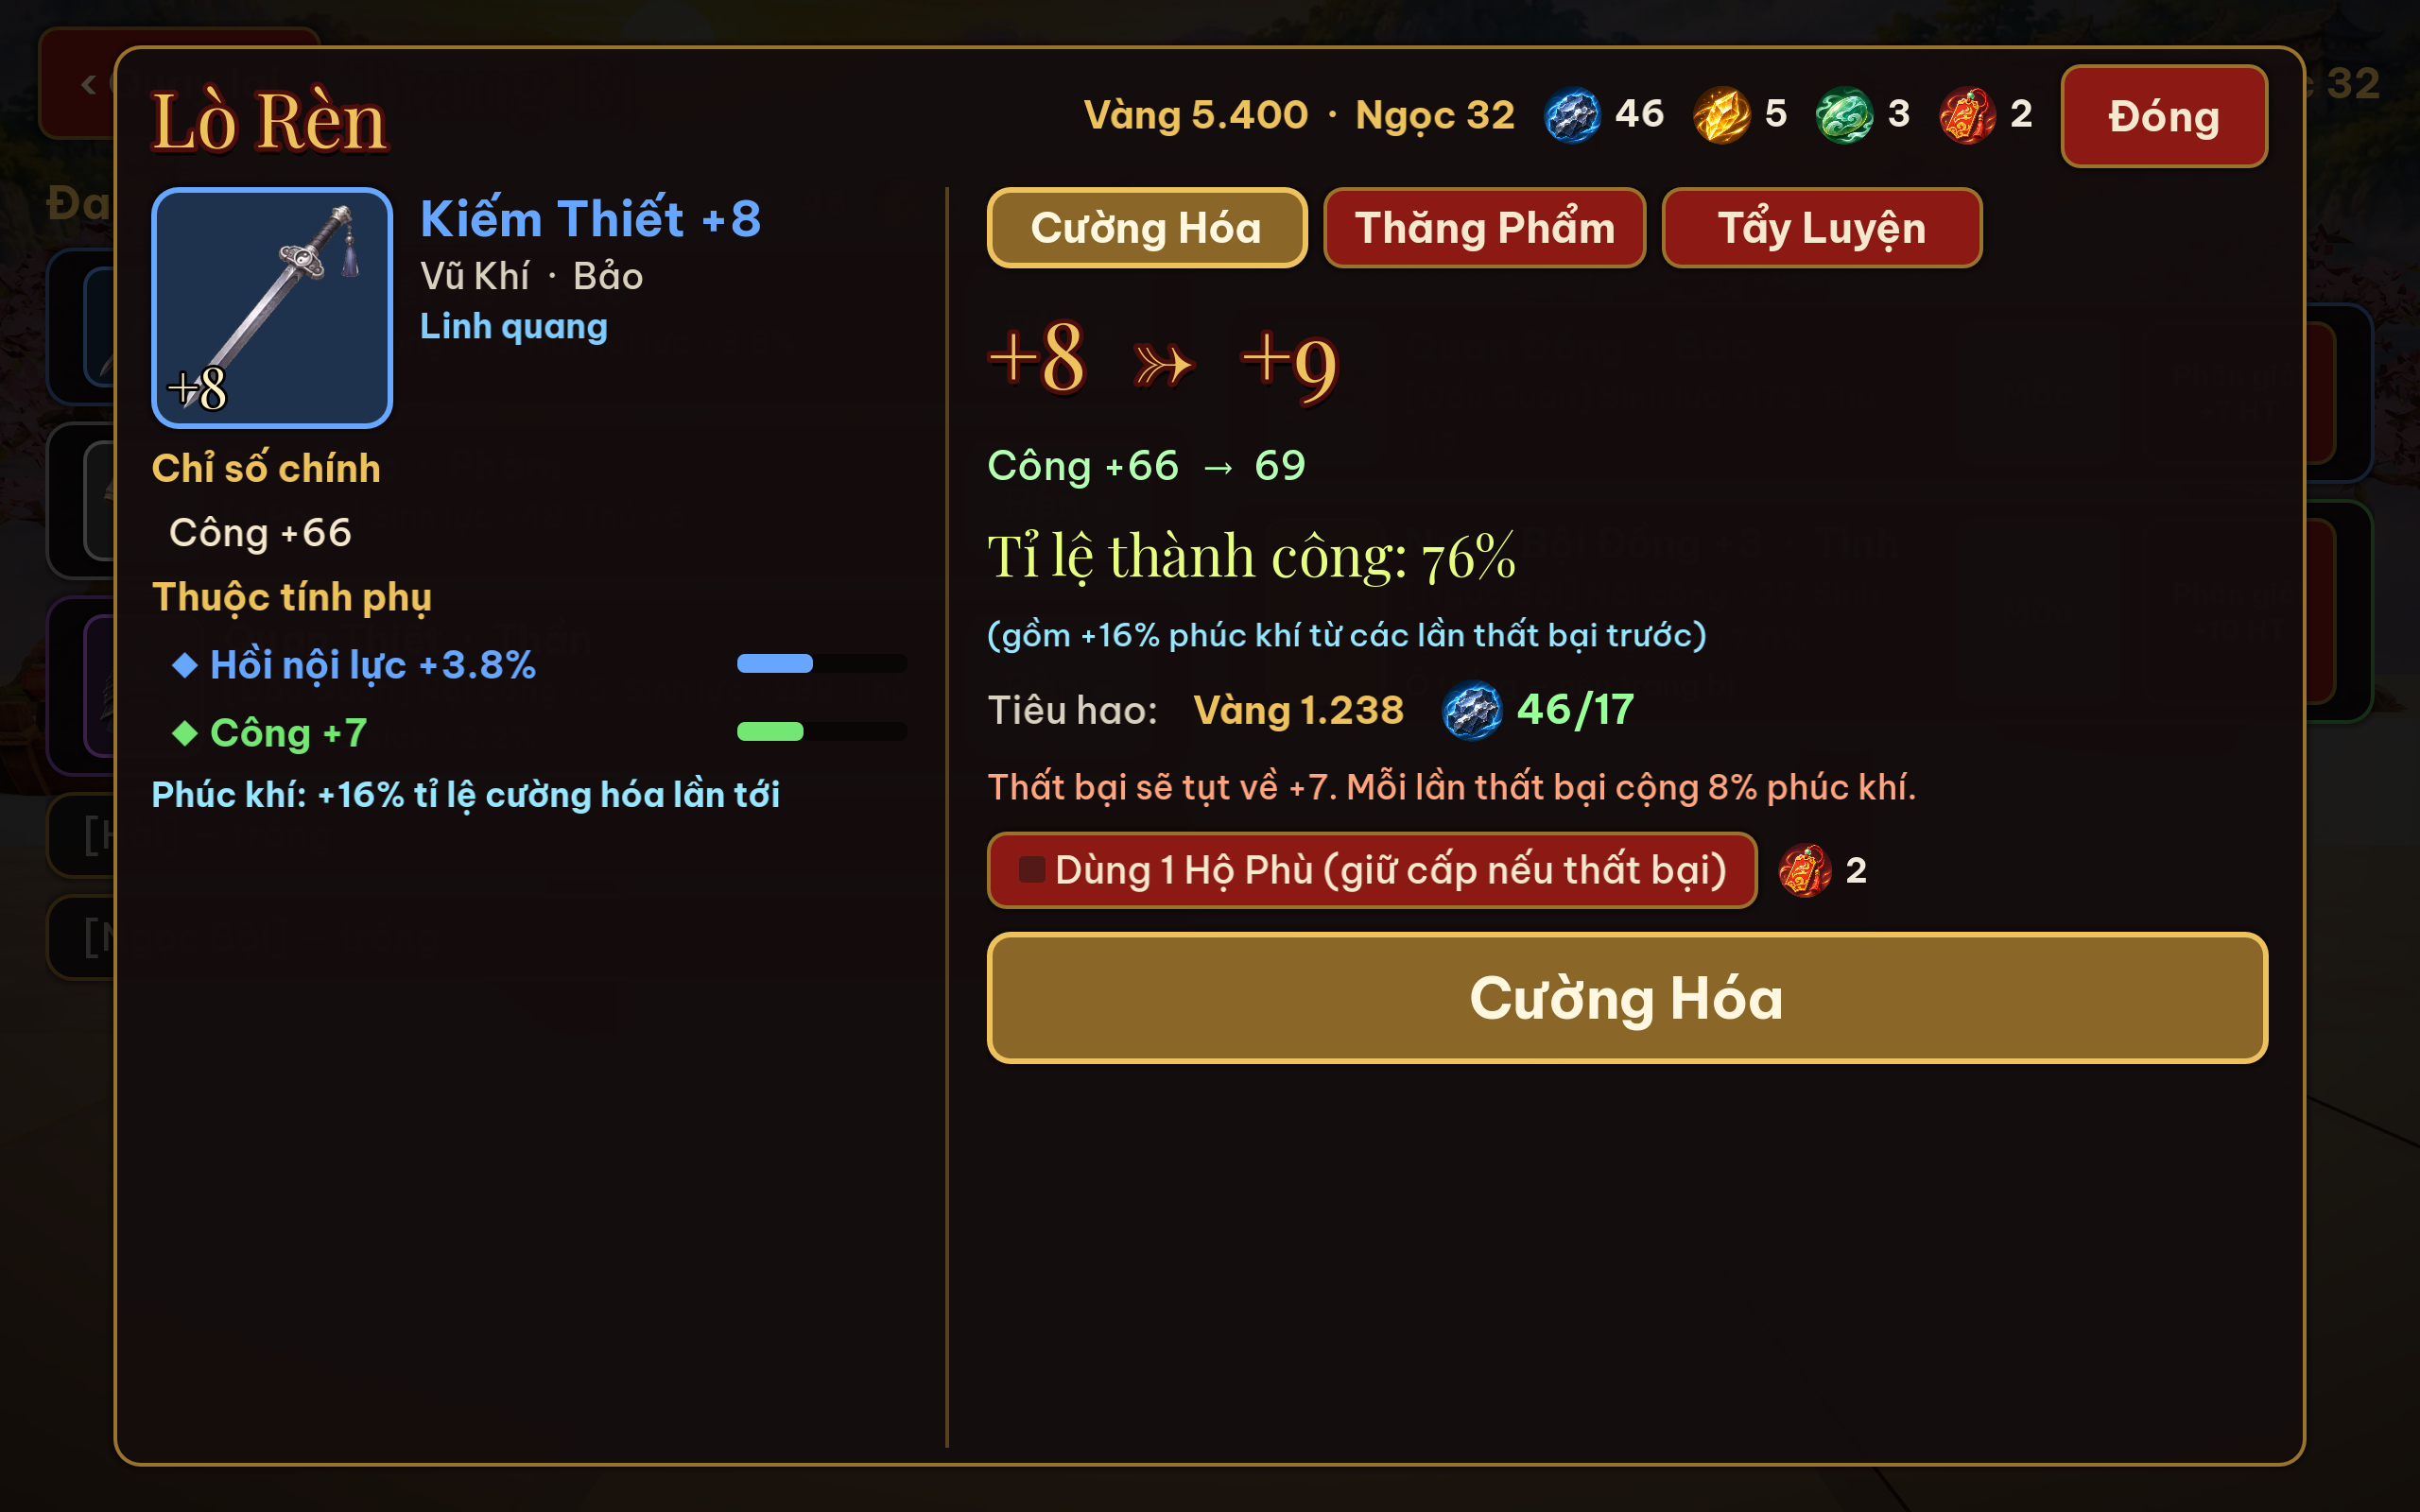 Lò Rèn
Vàng 5.400 · Ngọc 32 46 5 3 2
Đóng
Kiếm Thiết +8
Vũ Khí · Bảo
Linh quang
+8
Chỉ số chính
Công +66
Thuộc tính phụ
Hồi nội lực +3.8%
Công +7
Phúc khí: +16% tỉ lệ cường hóa lần tới
Cường Hóa
Thăng Phẩm
Tẩy Luyện
+8 ➳ +9
Công +66 → 69
Tỉ lệ thành công: 76%
(gồm +16% phúc khí từ các lần thất bại trước)
Tiêu hao: Vàng 1.238 46/17
Thất bại sẽ tụt về +7. Mỗi lần thất bại cộng 8% phúc khí.
Dùng 1 Hộ Phù (giữ cấp nếu thất bại) 2
Cường Hóa
32